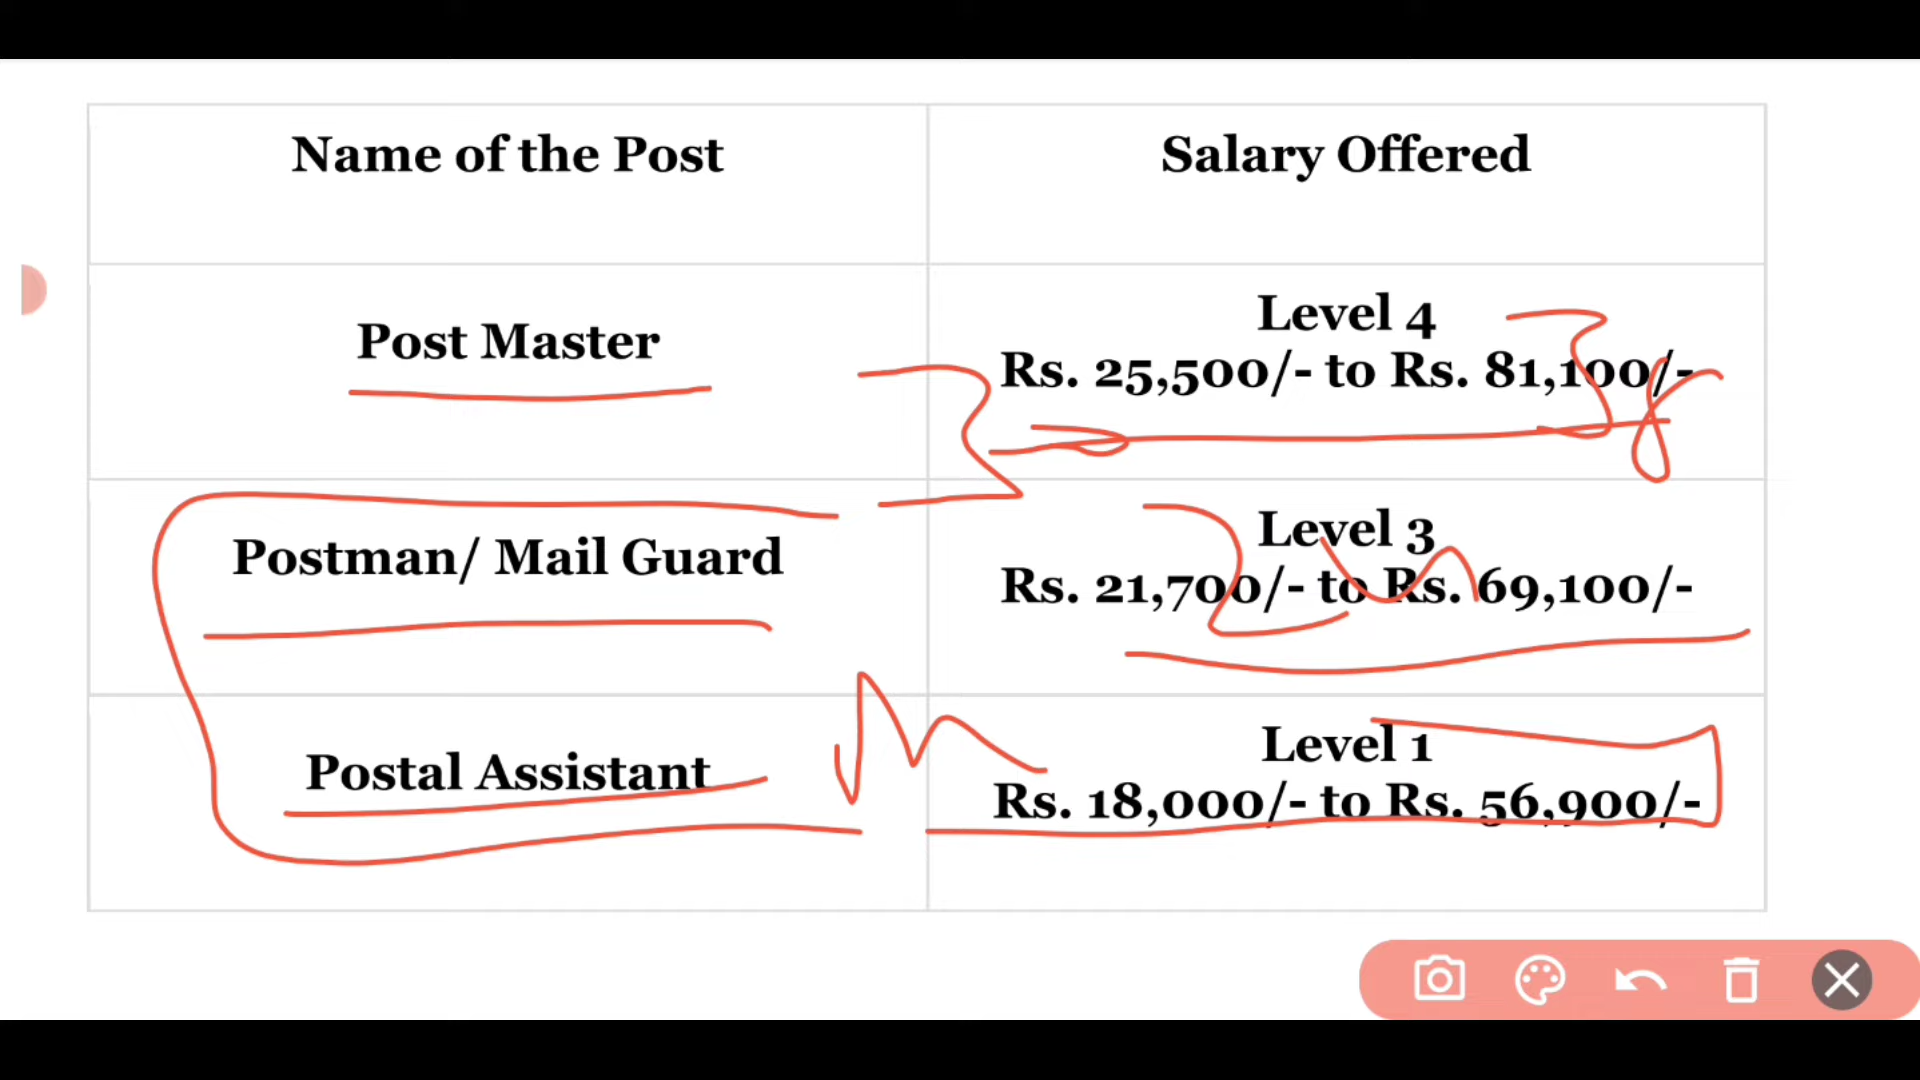 Name of the Post
Salary Offered
Post Master
Level 4
Rs. 25,500/- to Rs. 81,100/-
Postman/ Mail Guard
Level 3
Rs. 21,700/- to Rs. 69,100/-
Postal Assistant
Level 1
Rs. 18,000/- to Rs. 56,900/-